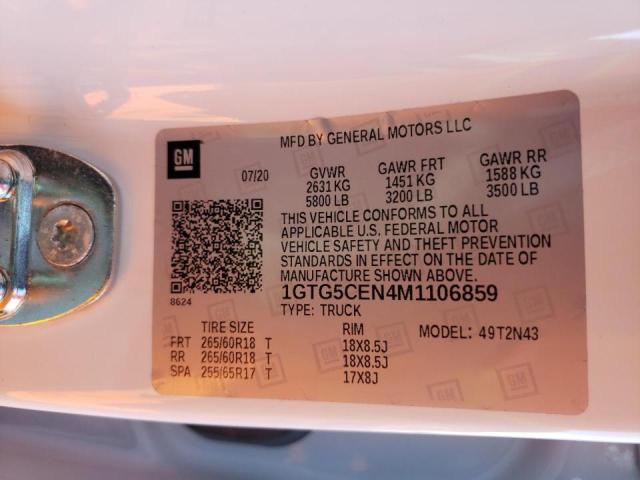 MFD BY GENERAL MOTORS LLC
GM
07/20
GVWR GAWR FRT GAWR RR
2631 KG 1451 KG 1588 KG
5800 LB 3200 LB 3500 LB
THIS VEHICLE CONFORMS TO ALL
APPLICABLE U.S. FEDERAL MOTOR
VEHICLE SAFETY AND THEFT PREVENTION
STANDARDS IN EFFECT ON THE DATE OF
MANUFACTURE SHOWN ABOVE.
8624
1GTG5CEN4M1106859
TYPE: TRUCK
TIRE SIZE RIM MODEL: 49T2N43
FRT 265/60R18 T 18X8.5J
RR 265/60R18 T 18X8.5J
SPA 255/65R17 T 17X8J